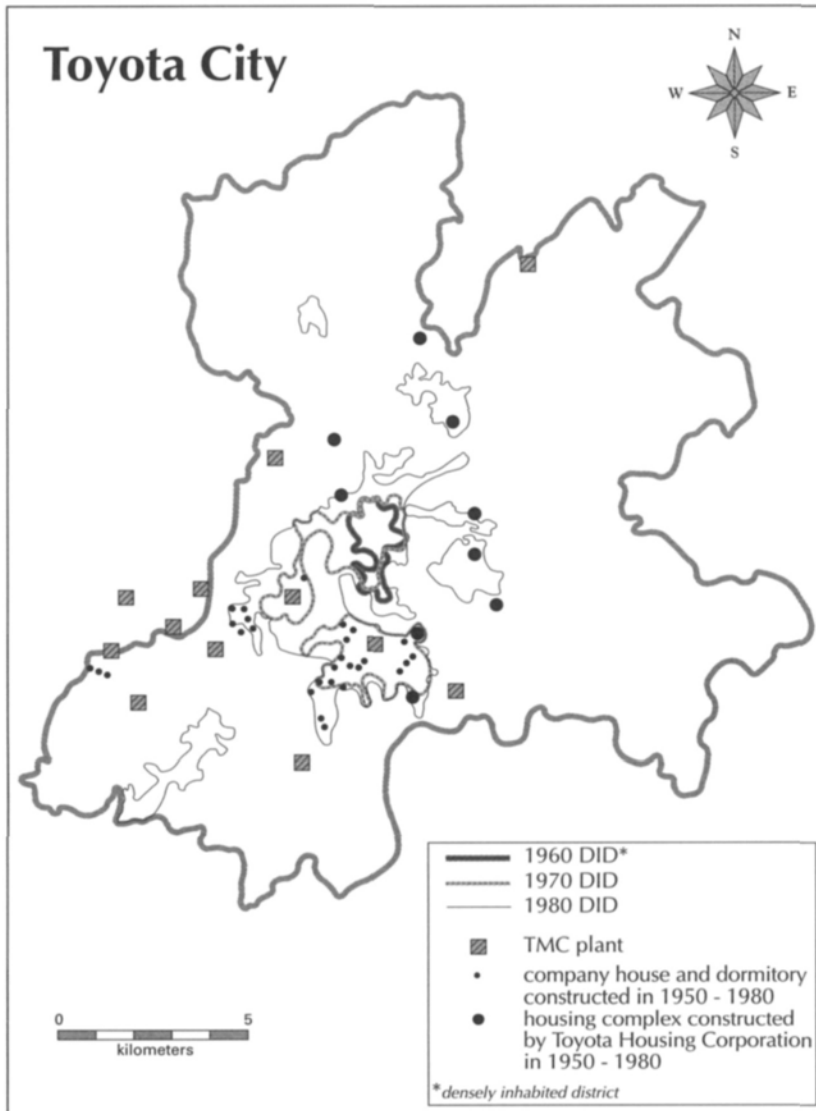 Toyota City
N
W E
S
1960 DID*
1970 DID
1980 DID
TMC plant
company house and dormitory
constructed in 1950 - 1980
housing complex constructed
by Toyota Housing Corporation
in 1950 - 1980
*densely inhabited district
0 5
kilometers